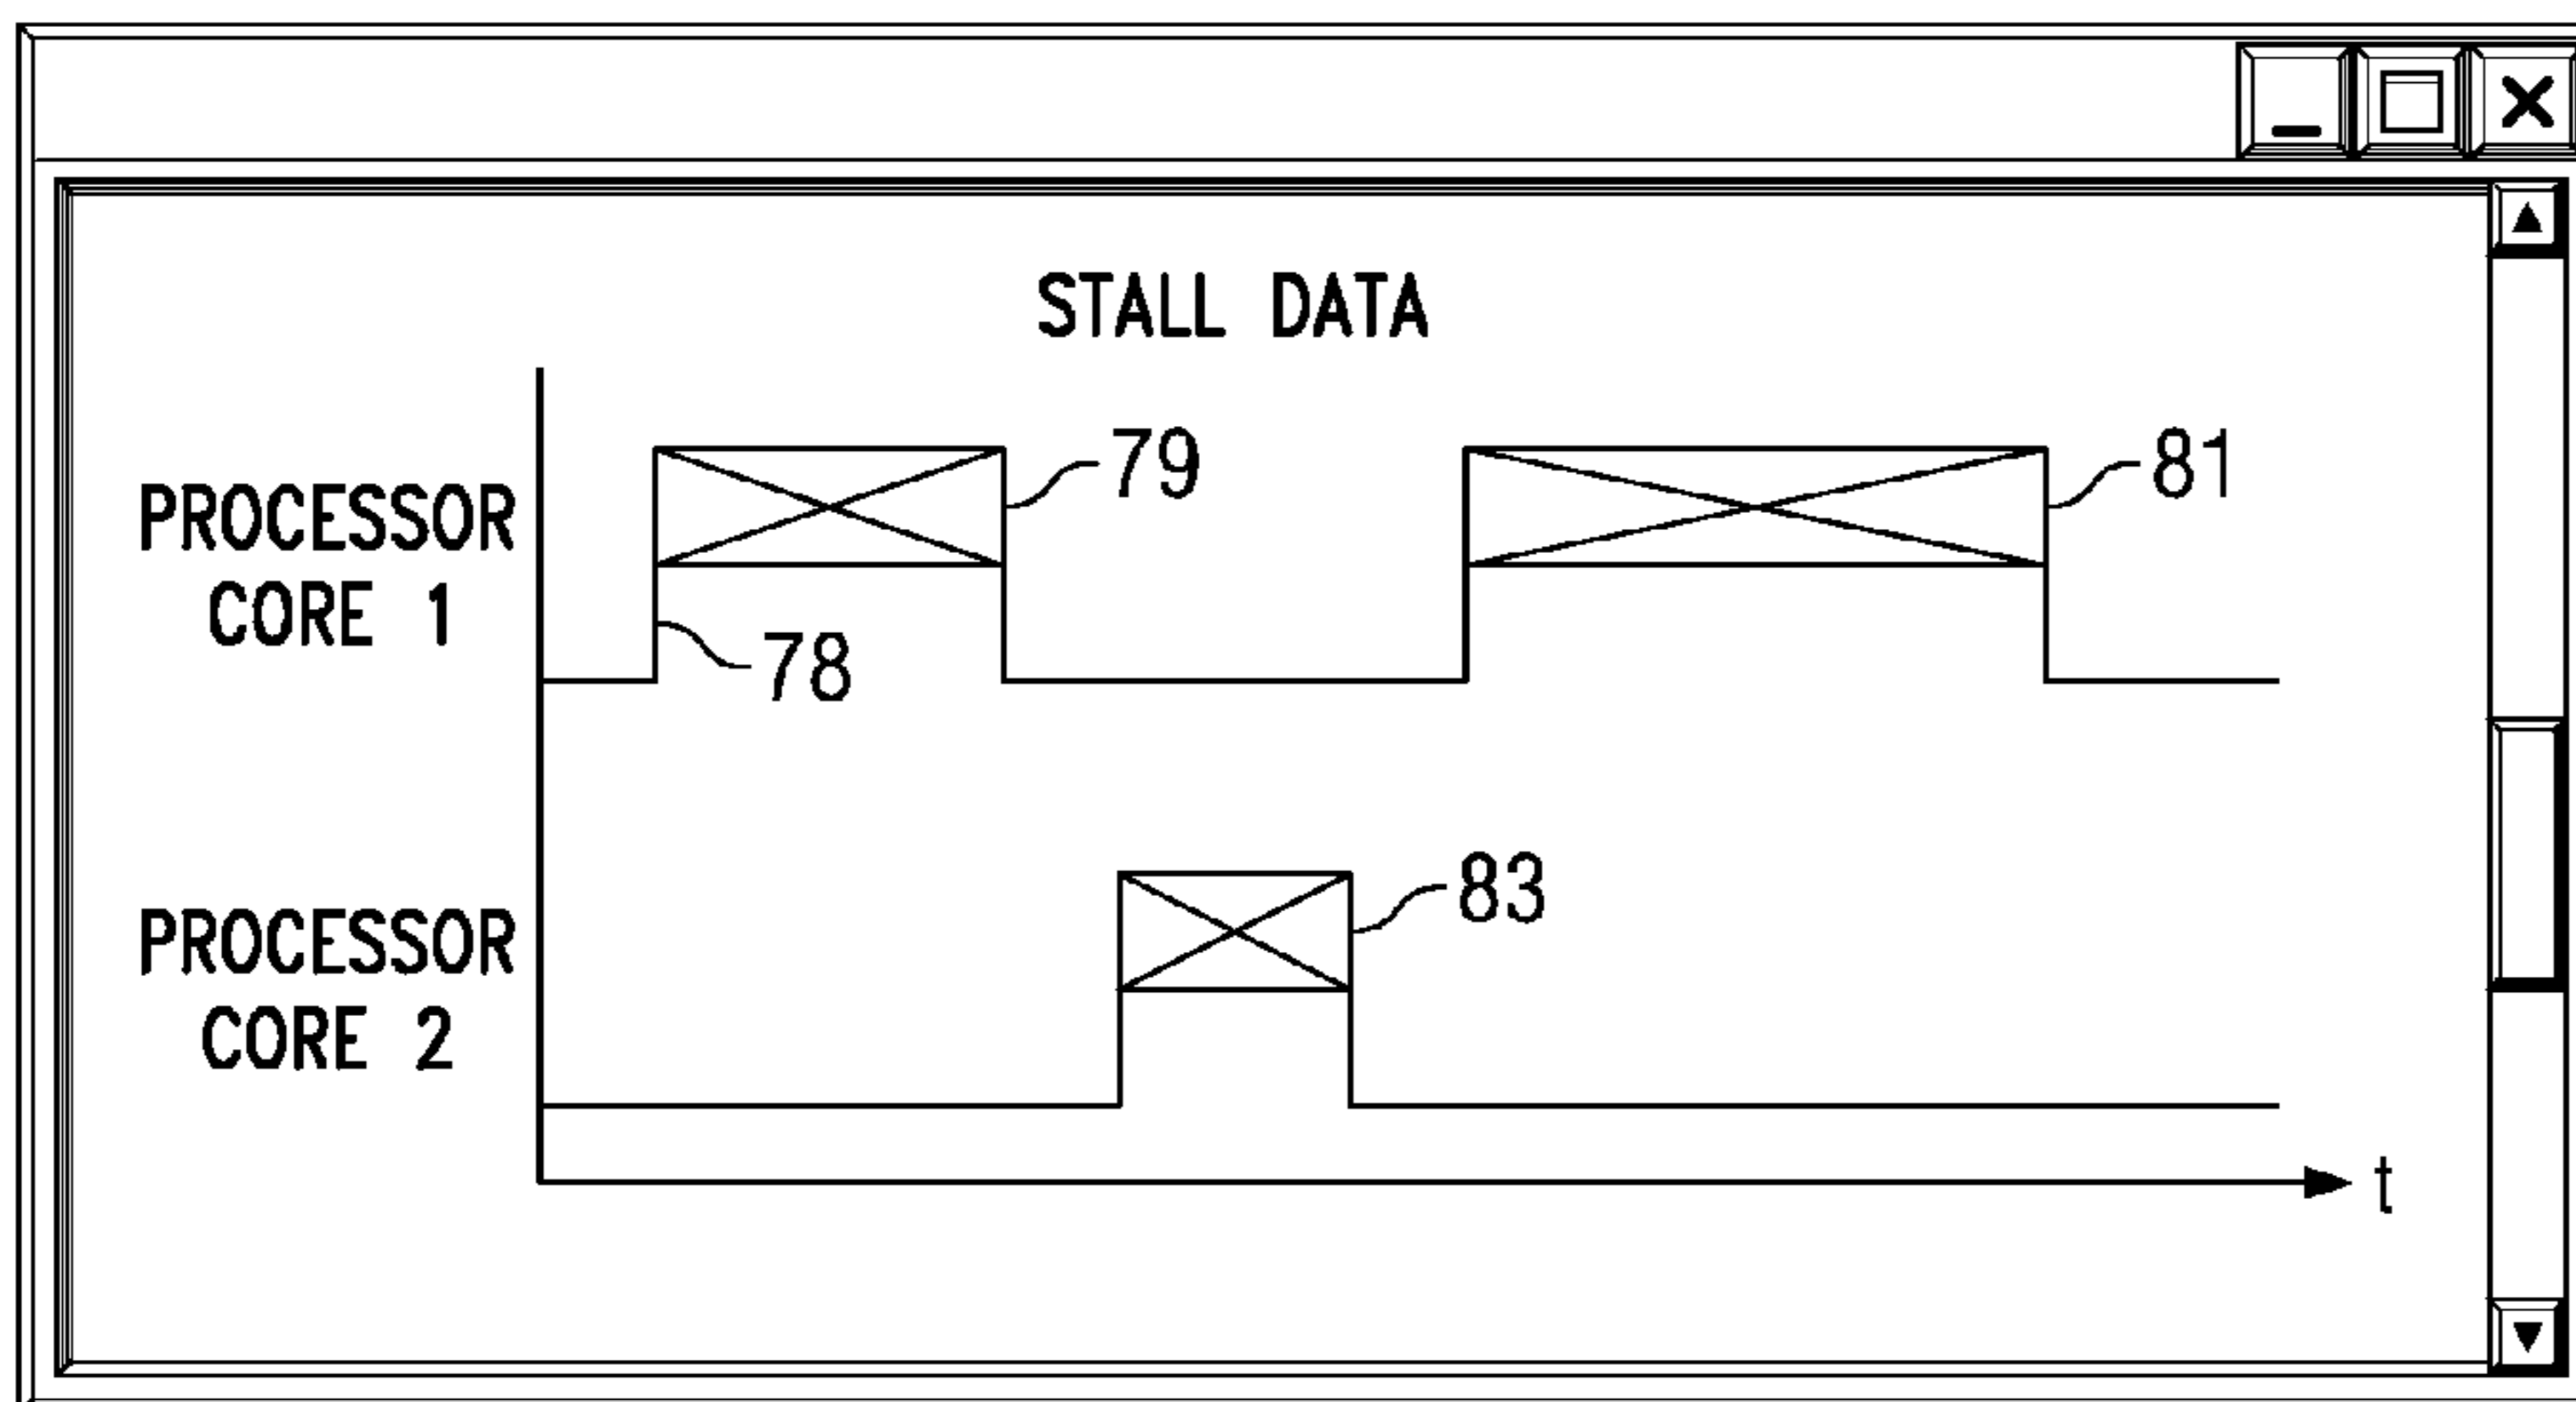 STALL DATA
PROCESSOR
CORE 1
79
81
78
PROCESSOR
CORE 2
83
t